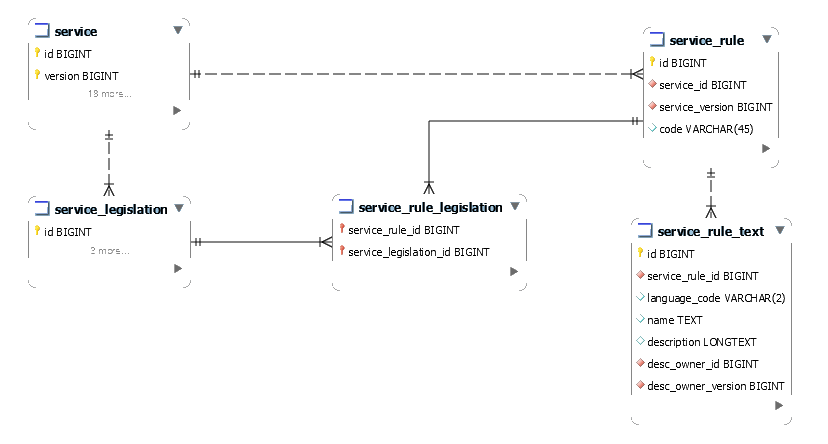 service
id BIGINT
version BIGINT
18 more...
service_rule
id BIGINT
service_id BIGINT
service_version BIGINT
code VARCHAR(45)
service_legislation
id BIGINT
service_rule_legislation
service_rule_id BIGINT
service_legislation_id BIGINT
service_rule_text
id BIGINT
service_rule_id BIGINT
language_code VARCHAR(2)
name TEXT
description LONGTEXT
desc_owner_id BIGINT
desc_owner_version BIGINT